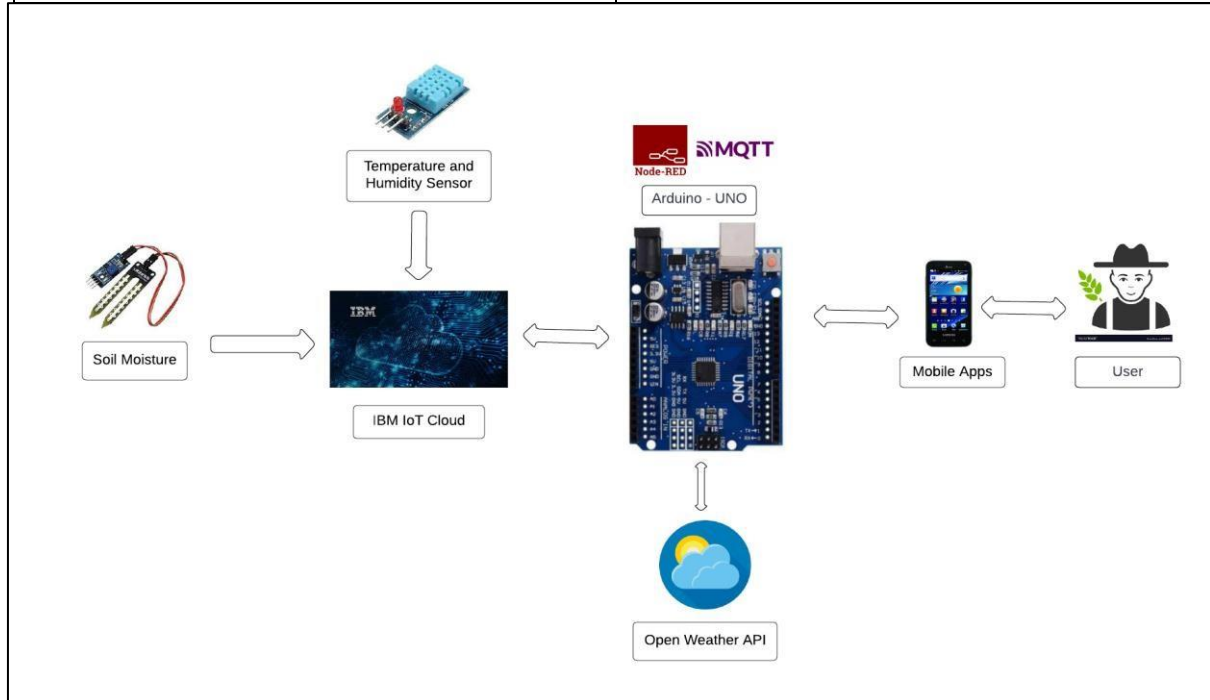 Temperature and
Humidity Sensor
Node-RED
MQTT
Arduino - UNO
Soil Moisture
IBM
IBM IoT Cloud
UNO
Mobile Apps
User
Open Weather API